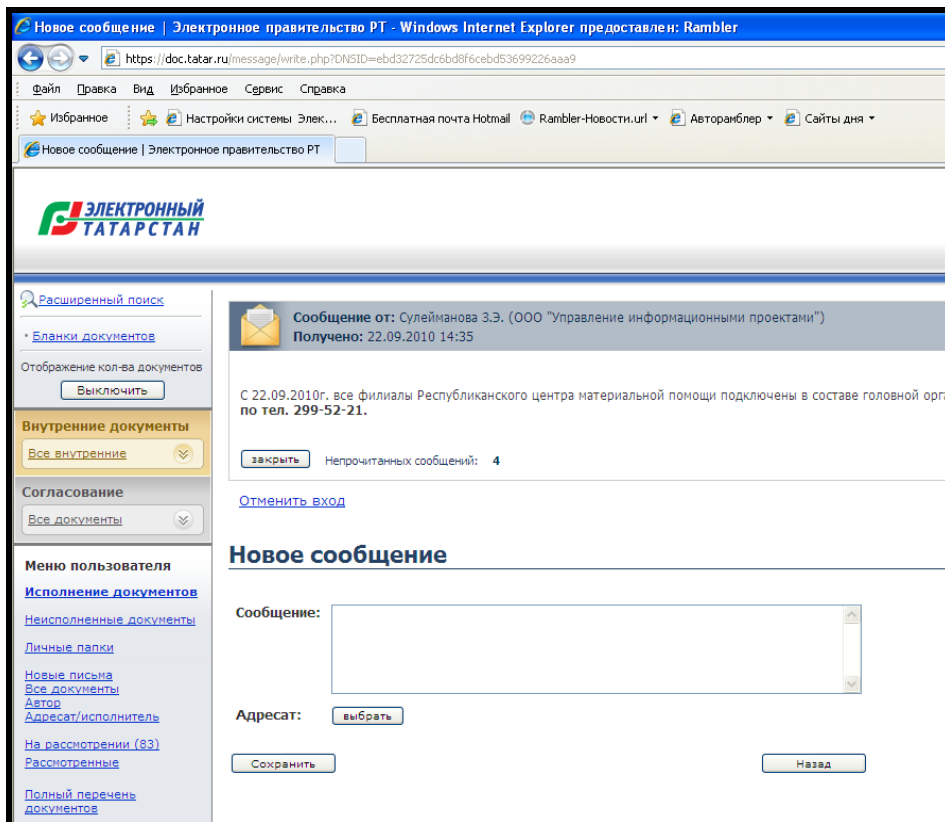 Новое сообщение | Электронное правительство РТ - Windows Internet Explorer предоставлен: Rambler
https://doc.tatar.ru/message/write.php?DNSID=ebd32725dc6bd8f6cebd53699226aaa9
Файл Правка Вид Избранное Сервис Справка
Избранное Настройки системы Элек... Бесплатная почта Hotmail Rambler-Новости.url Авторамблер Сайты дня
Новое сообщение | Электронное правительство РТ
ЭЛЕКТРОННЫЙ
ТАТАРСТАН
Расширенный поиск
• Бланки документов
Отображение кол-ва документов
Выключить
Внутренние документы
Все внутренние
Согласование
Все документы
Меню пользователя
Исполнение документов
Неисполненные документы
Личные папки
Новые письма
Все документы
Автор
Адресат/исполнитель
На рассмотрении (83)
Рассмотренные
Полный перечень
документов
Сообщение от: Сулейманова З.Э. (ООО "Управление информационными проектами")
Получено: 22.09.2010 14:35
С 22.09.2010г. все филиалы Республиканского центра материальной помощи подключены в составе головной орга
по тел. 299-52-21.
закрыть Непрочитанных сообщений: 4
Отменить вход
Новое сообщение
Сообщение:
Адресат: выбрать
Сохранить Назад